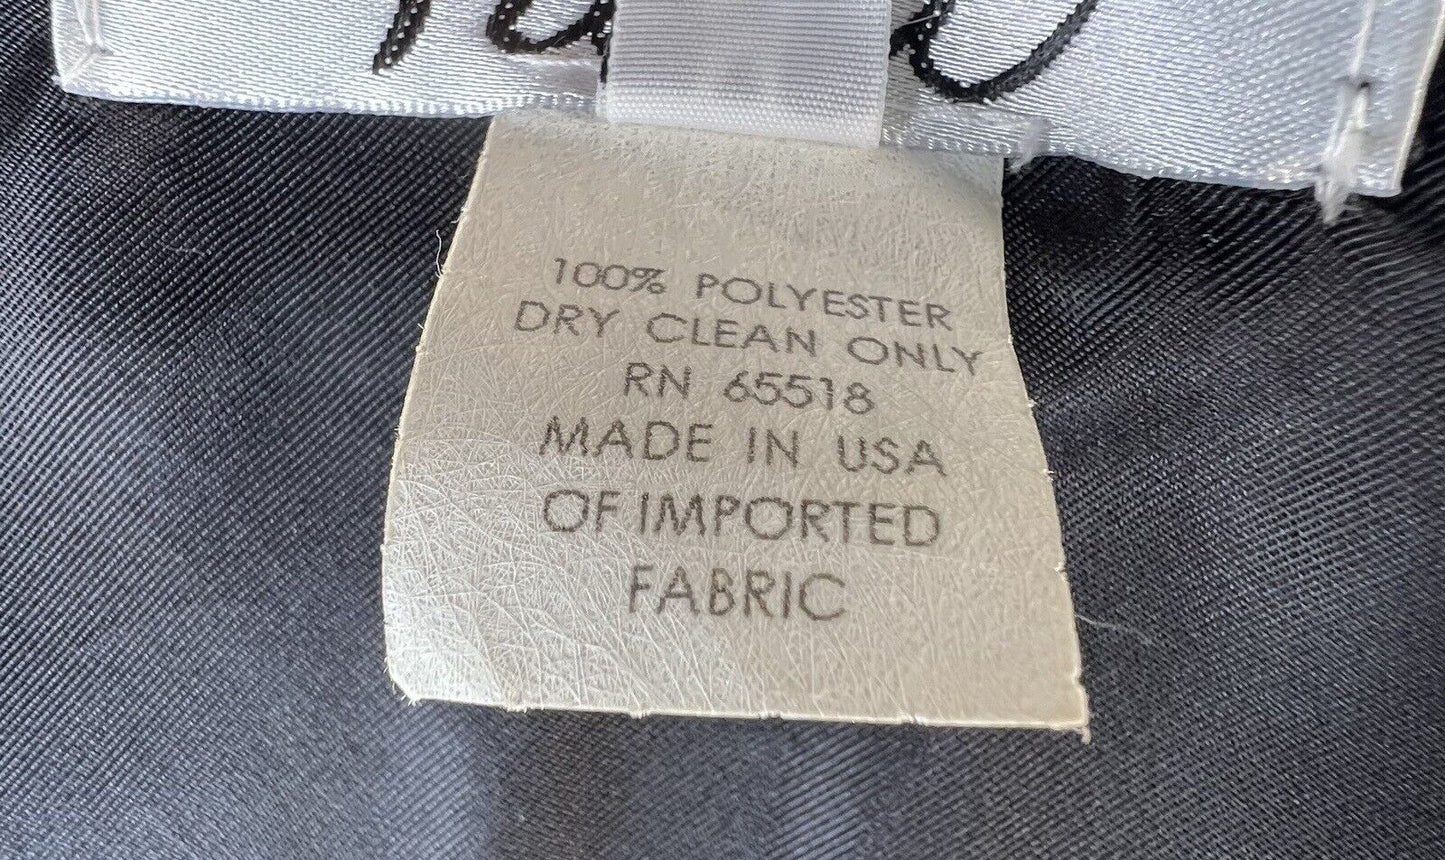 100% POLYESTER
DRY CLEAN ONLY
RN 65518
MADE IN USA
OF IMPORTED
FABRIC